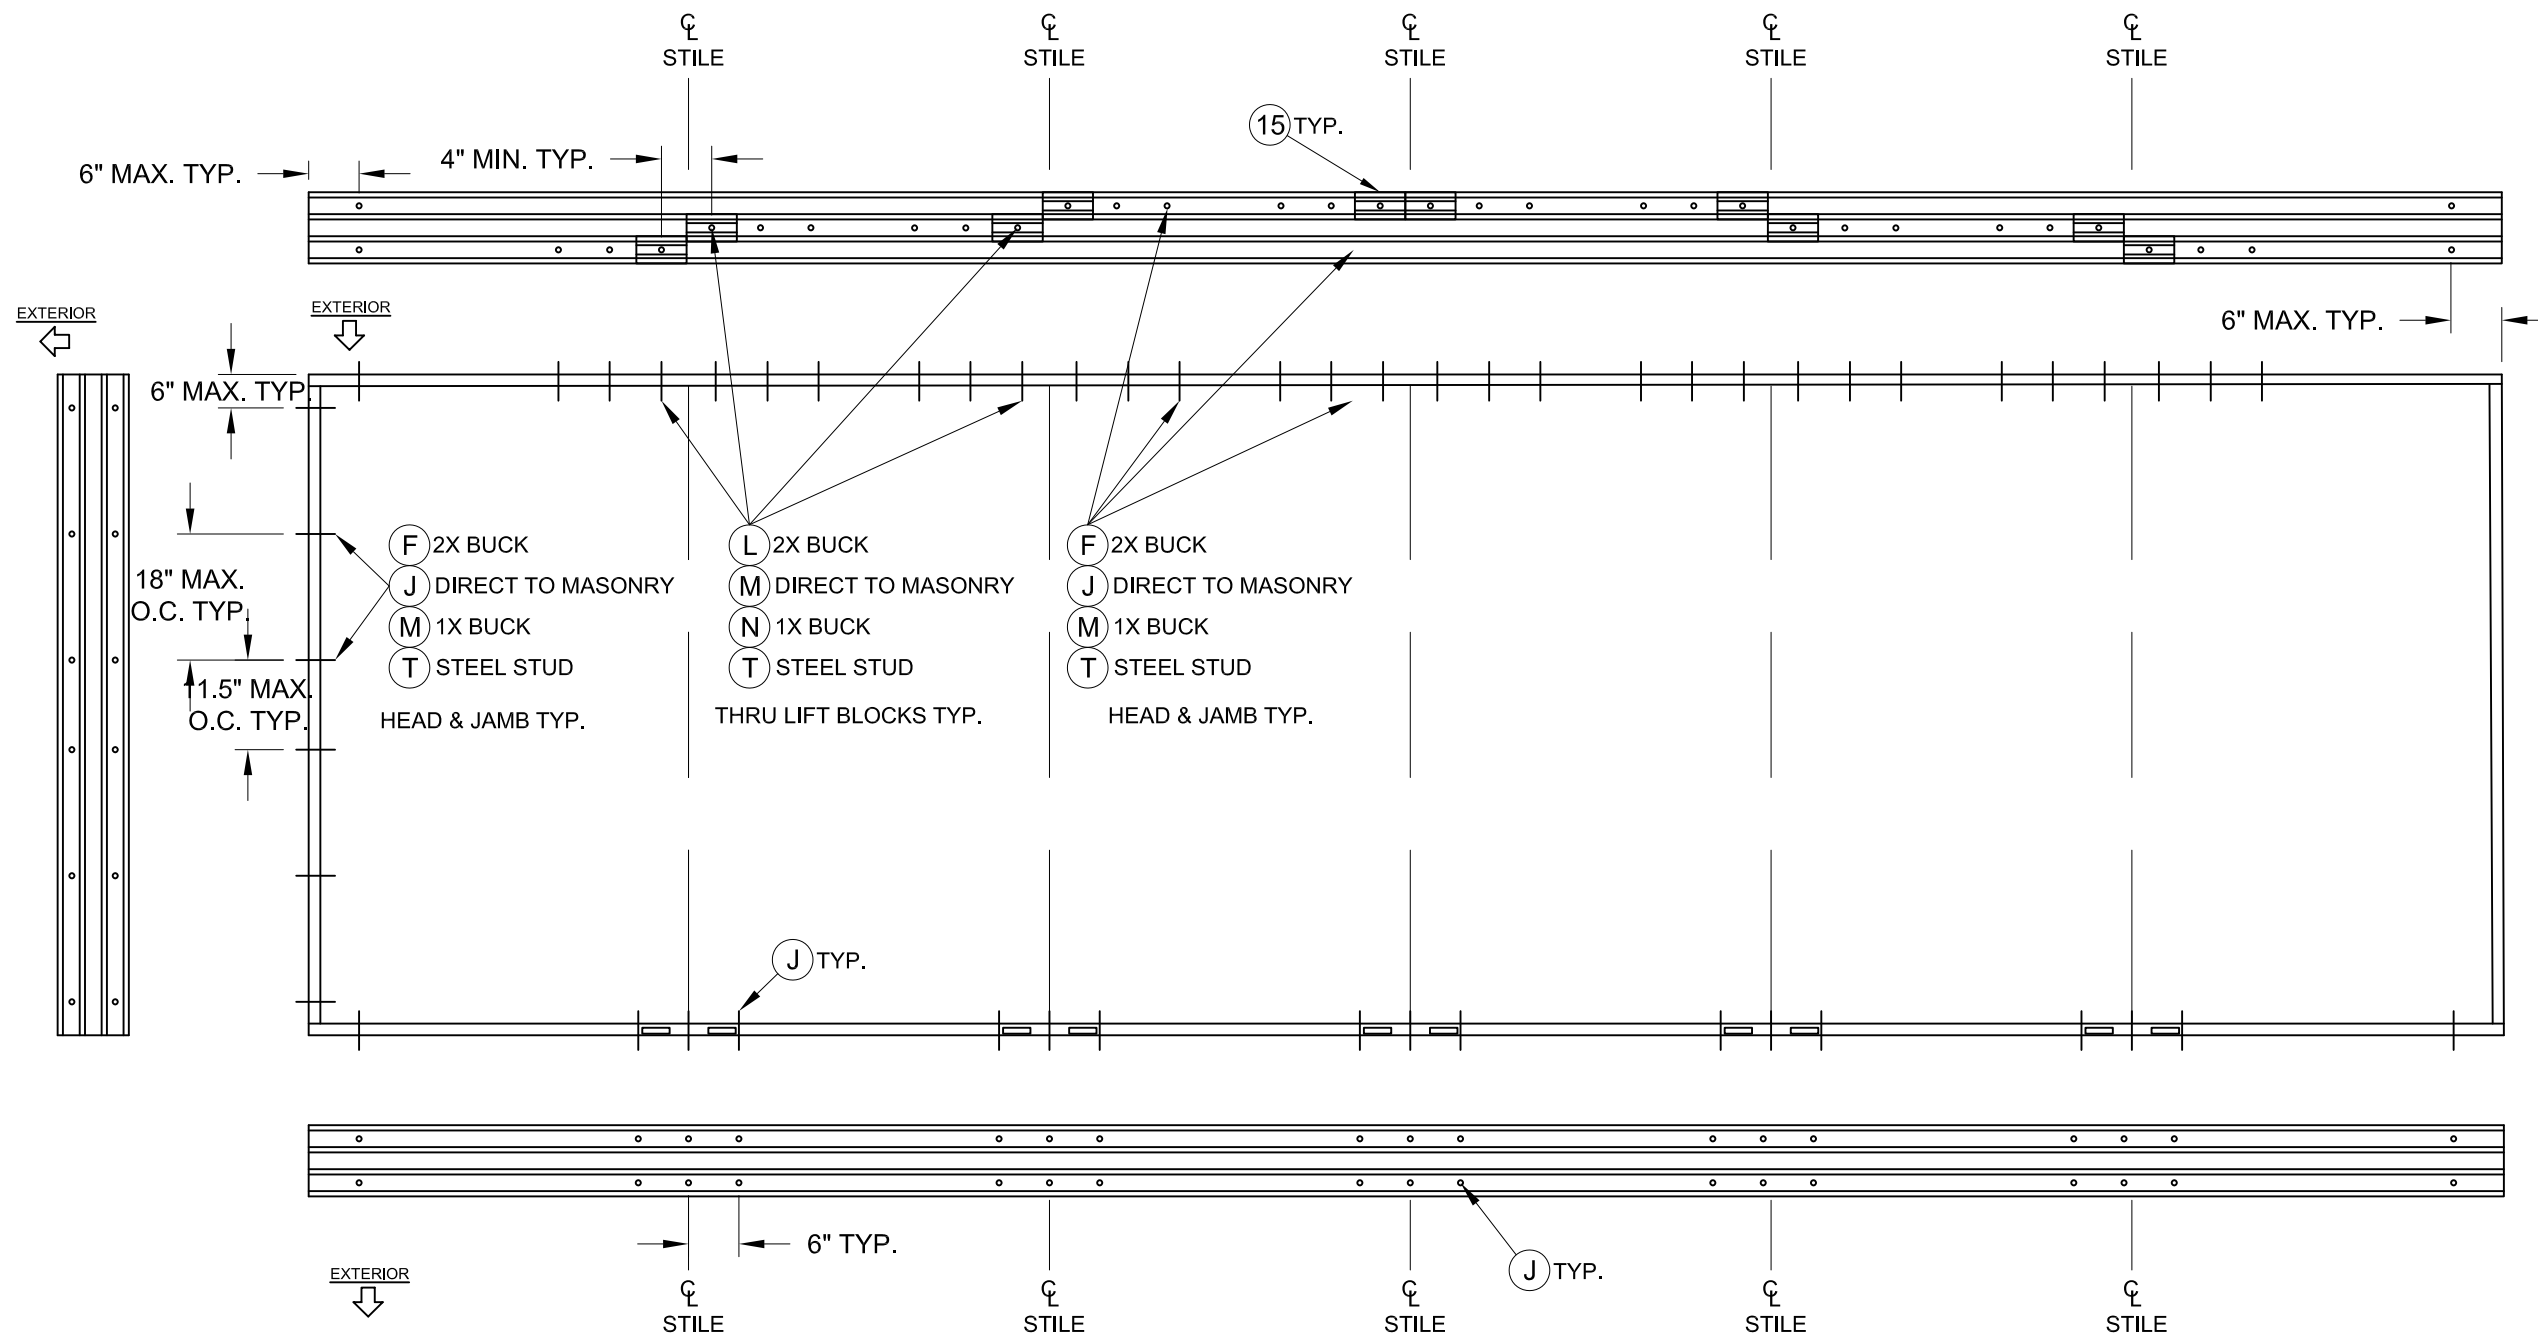 ℄ ℄ ℄ ℄ ℄
STILE STILE STILE STILE STILE
15 TYP.
4" MIN. TYP.
6" MAX. TYP.
EXTERIOR
EXTERIOR
6" MAX. TYP.
6" MAX. TYP.
F 2X BUCK
J DIRECT TO MASONRY
M 1X BUCK
T STEEL STUD
HEAD & JAMB TYP.
L 2X BUCK
M DIRECT TO MASONRY
N 1X BUCK
T STEEL STUD
THRU LIFT BLOCKS TYP.
F 2X BUCK
J DIRECT TO MASONRY
M 1X BUCK
T STEEL STUD
HEAD & JAMB TYP.
18" MAX.
O.C. TYP.
11.5" MAX.
O.C. TYP.
J TYP.
6" TYP.
J TYP.
EXTERIOR
℄ ℄ ℄ ℄ ℄
STILE STILE STILE STILE STILE